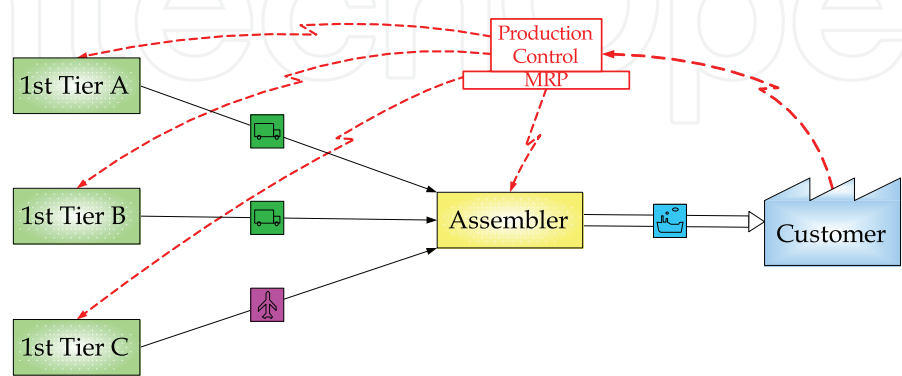 Production
Control
MRP
1st Tier A
1st Tier B
Assembler
Customer
1st Tier C